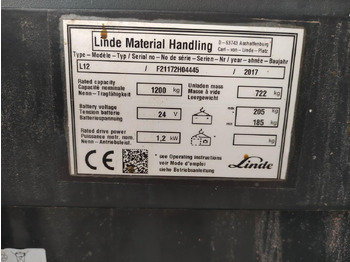 Linde Material Handling
D - 63743 Aschaffenburg
Carl - von - Linde - Platz
Type - Modèle - Typ / Serial no - No de série - Serien - Nr / year - année - Baujahr
L12 / F21172H04445 / 2017
Rated capacity
Capacité nominale
Nenn - Tragfähigkeit
1200 kg
Unladen mass
Masse à vide
Leergewicht
722 kg
Battery voltage
Tension batterie
Batteriespannung
24 V
max 205 kg
min 185 kg
Rated drive power
Puissance motr. nom.
Nenn - Antriebsleist.
1,2 kW
* see Operating instructions
voir Mode d'emploi
siehe Betriebsanleitung
CE
Linde